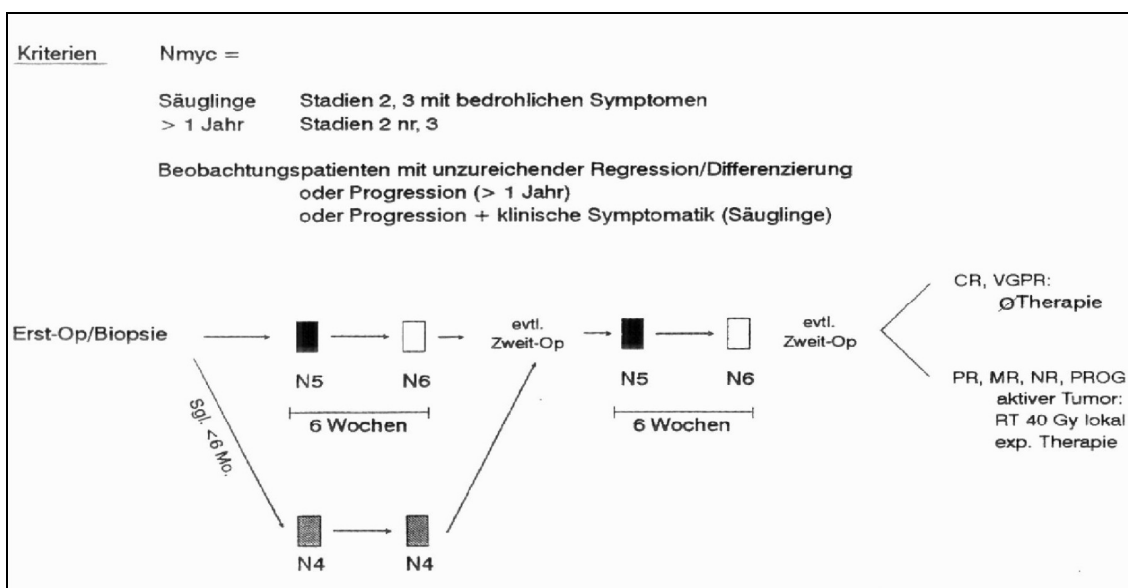 Kriterien Nmyc =
Säuglinge Stadien 2, 3 mit bedrohlichen Symptomen
> 1 Jahr Stadien 2 nr, 3
Beobachtungspatienten mit unzureichender Regression/Differenzierung
oder Progression (> 1 Jahr)
oder Progression + klinische Symptomatik (Säuglinge)
Erst-Op/Biopsie
N5 N6
6 Wochen
evtl.
Zweit-Op
N5 N6
6 Wochen
evtl.
Zweit-Op
CR, VGPR:
ØTherapie
PR, MR, NR, PROG
aktiver Tumor:
RT 40 Gy lokal
exp. Therapie
Sgl. <6 Mo.
N4 N4